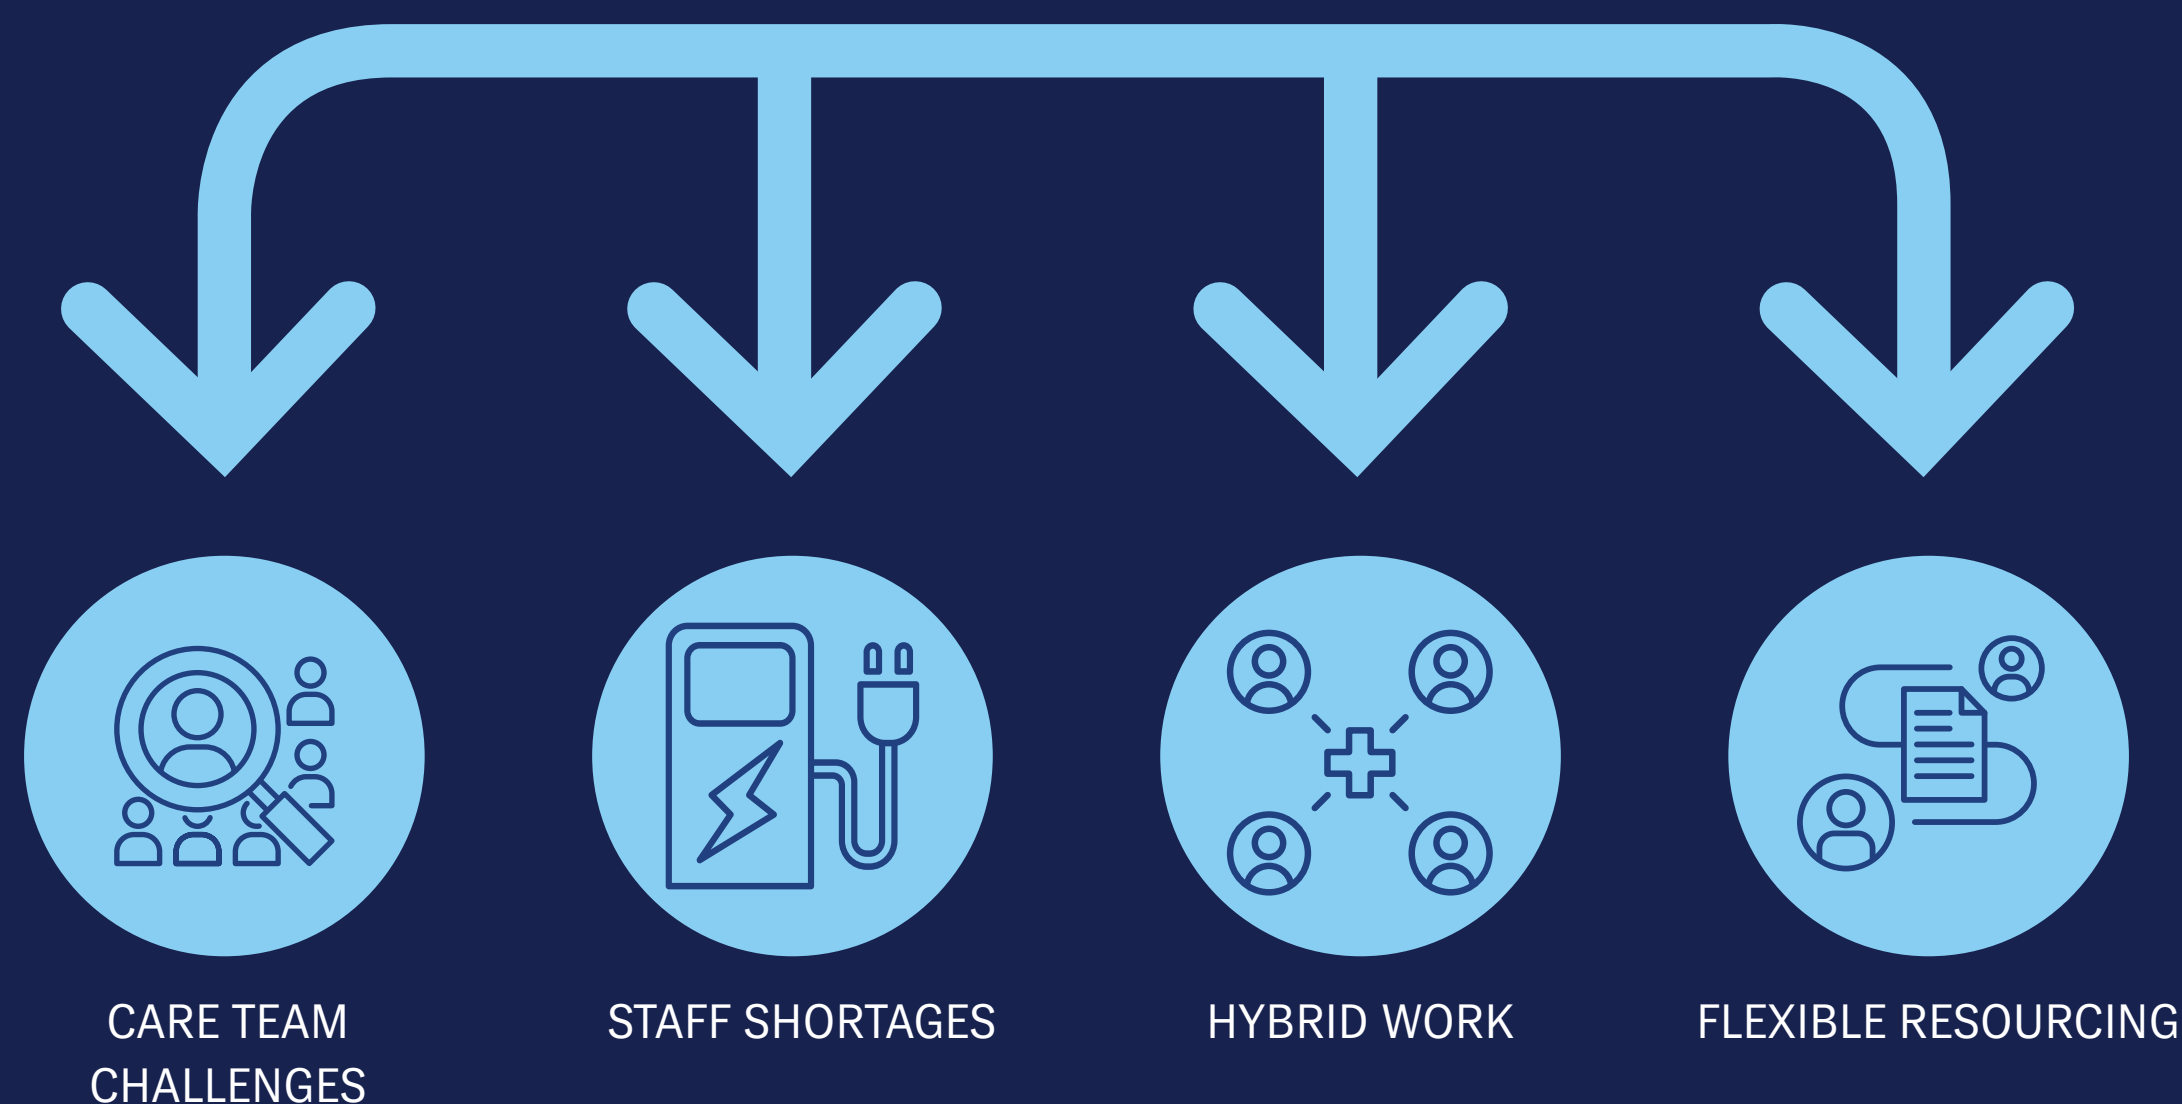 CARE TEAM
CHALLENGES
STAFF SHORTAGES
HYBRID WORK
FLEXIBLE RESOURCING